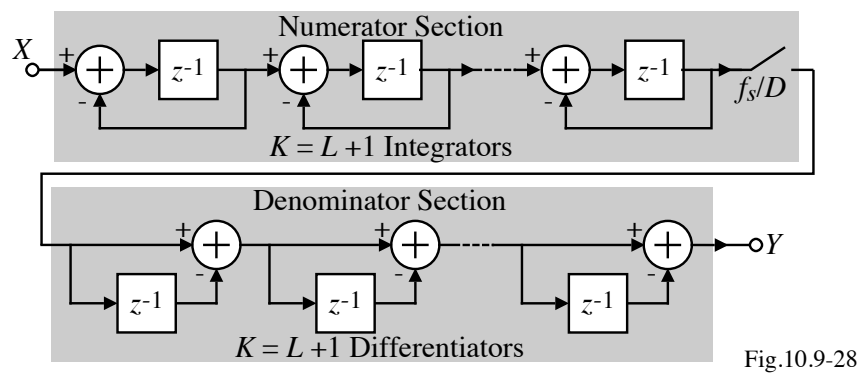 Numerator Section
X + - z-1 + - z-1 + - z-1 fs/D
K = L +1 Integrators
Denominator Section
+ - z-1 + - z-1 + - z-1 Y
K = L +1 Differentiators
Fig.10.9-28